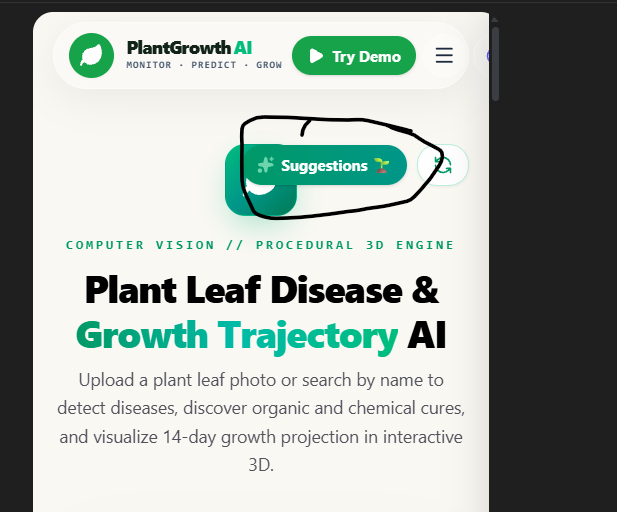 PlantGrowth AI
MONITOR · PREDICT · GROW
Try Demo
Suggestions 🌱
COMPUTER VISION // PROCEDURAL 3D ENGINE
Plant Leaf Disease &
Growth Trajectory AI
Upload a plant leaf photo or search by name to
detect diseases, discover organic and chemical cures,
and visualize 14-day growth projection in interactive
3D.